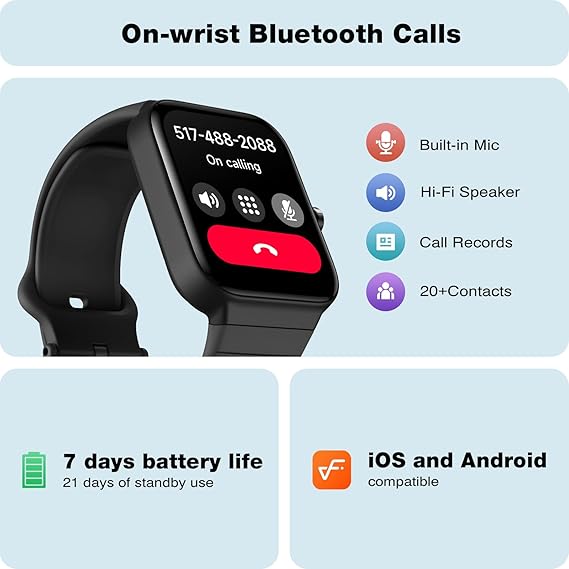 On-wrist Bluetooth Calls
517-488-2088
On calling
Built-in Mic
Hi-Fi Speaker
Call Records
20+Contacts
7 days battery life
21 days of standby use
iOS and Android
compatible